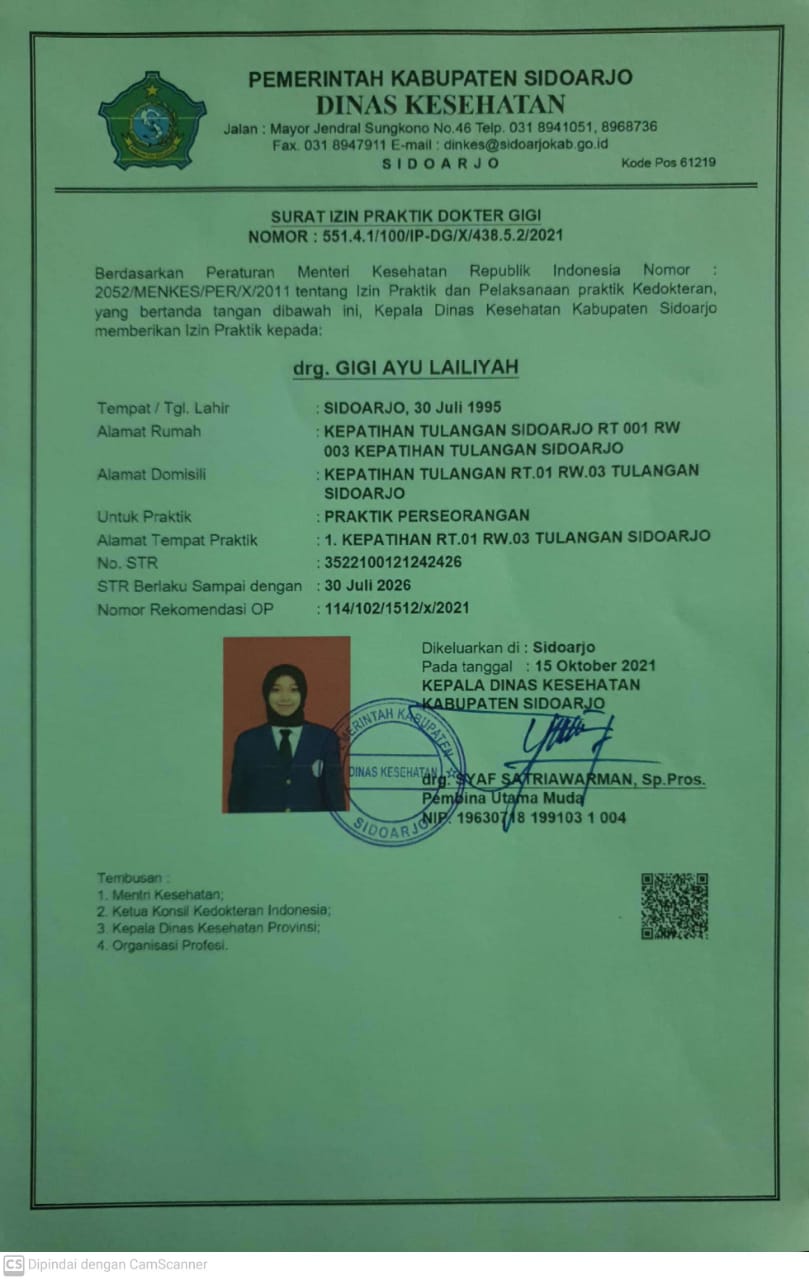 PEMERINTAH KABUPATEN SIDOARJO
DINAS KESEHATAN
Jalan : Mayor Jendral Sungkono No.46 Telp. 031 8941051, 8968736
Fax. 031 8947911 E-mail : dinkes@sidoarjokab.go.id
S I D O A R J O
Kode Pos 61219
SURAT IZIN PRAKTIK DOKTER GIGI
NOMOR : 551.4.1/100/IP-DG/X/438.5.2/2021
Berdasarkan Peraturan Menteri Kesehatan Republik Indonesia Nomor :
2052/MENKES/PER/X/2011 tentang Izin Praktik dan Pelaksanaan praktik Kedokteran,
yang bertanda tangan dibawah ini, Kepala Dinas Kesehatan Kabupaten Sidoarjo
memberikan Izin Praktik kepada:
drg. GIGI AYU LAILIYAH
Tempat / Tgl. Lahir : SIDOARJO, 30 Juli 1995
Alamat Rumah : KEPATIHAN TULANGAN SIDOARJO RT 001 RW
003 KEPATIHAN TULANGAN SIDOARJO
Alamat Domisili : KEPATIHAN TULANGAN RT.01 RW.03 TULANGAN
SIDOARJO
Untuk Praktik : PRAKTIK PERSEORANGAN
Alamat Tempat Praktik : 1. KEPATIHAN RT.01 RW.03 TULANGAN SIDOARJO
No. STR : 3522100121242426
STR Berlaku Sampai dengan : 30 Juli 2026
Nomor Rekomendasi OP : 114/102/1512/x/2021
Dikeluarkan di : Sidoarjo
Pada tanggal : 15 Oktober 2021
KEPALA DINAS KESEHATAN
KABUPATEN SIDOARJO
PEMERINTAH KABUPATEN
DINAS KESEHATAN
SIDOARJO
drg. SYAF SATRIAWARMAN, Sp.Pros.
Pembina Utama Muda
NIP. 19630718 199103 1 004
Tembusan :
1. Mentri Kesehatan;
2. Ketua Konsil Kedokteran Indonesia;
3. Kepala Dinas Kesehatan Provinsi;
4. Organisasi Profesi.
CS Dipindai dengan CamScanner